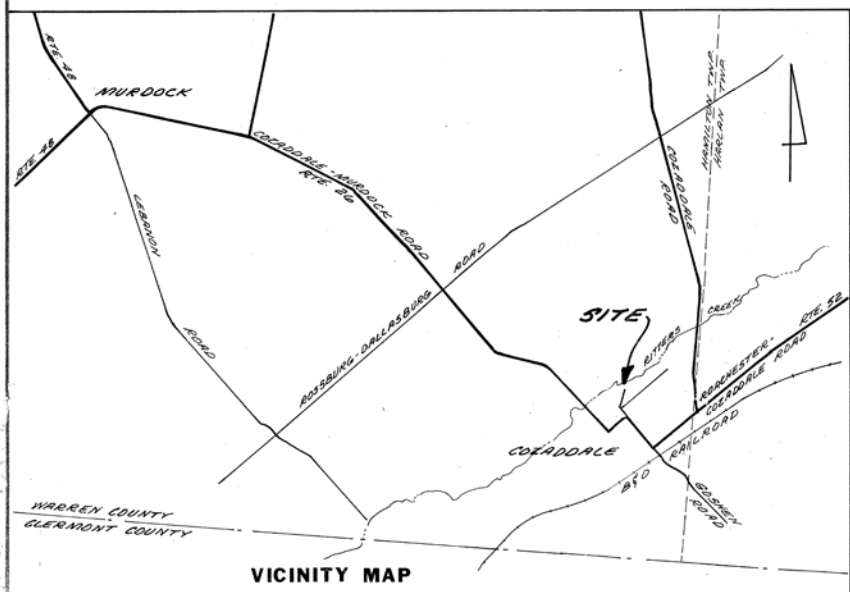 RTE. 48
MURDOCK
RTE. 48
COZADDALE-MURDOCK ROAD
RTE. 26
LEBANON
ROAD
ROSSBURG-DALLASBURG ROAD
COZADDALE
ROAD
HAMILTON TWP.
HARLAN TWP.
SITE
RITTERS CREEK
ROACHESTER-
COZADDALE ROAD
RTE. 52
COZADDALE
B&O RAILROAD
GOSHEN
ROAD
WARREN COUNTY
CLERMONT COUNTY
VICINITY MAP